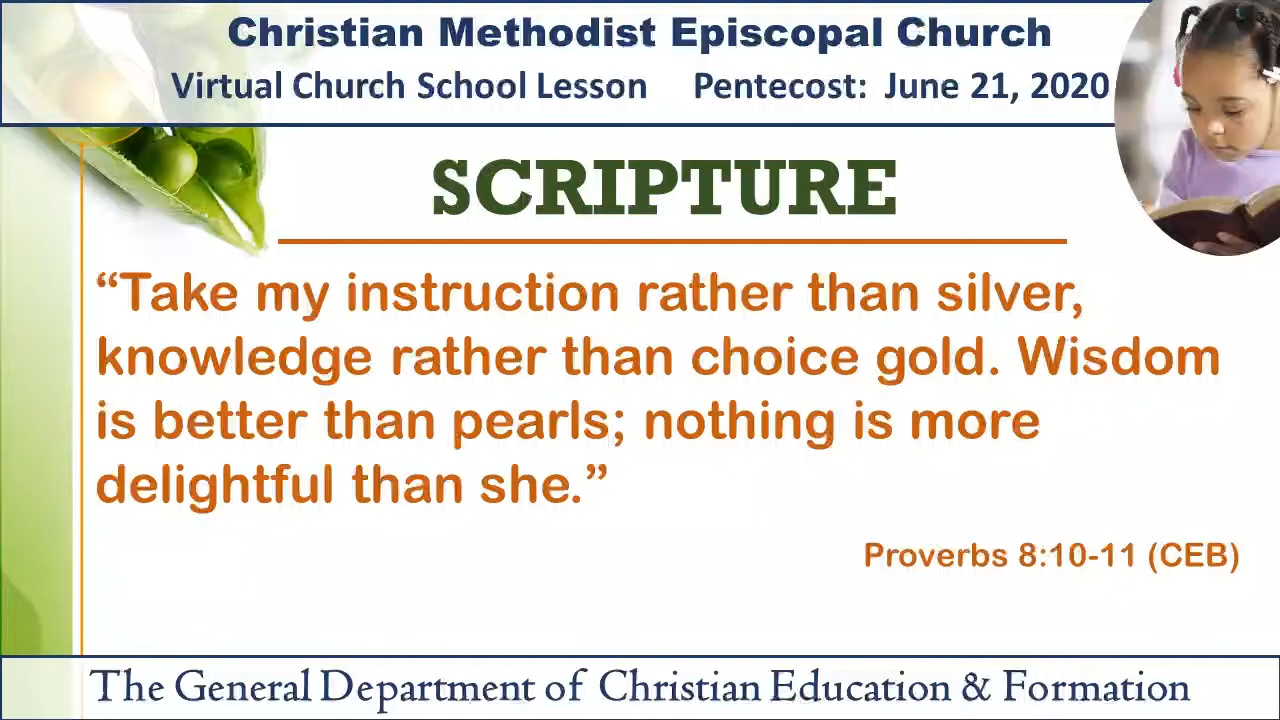 Christian Methodist Episcopal Church
Virtual Church School Lesson Pentecost: June 21, 2020
SCRIPTURE
“Take my instruction rather than silver,
knowledge rather than choice gold. Wisdom
is better than pearls; nothing is more
delightful than she.”
Proverbs 8:10-11 (CEB)
The General Department of Christian Education & Formation